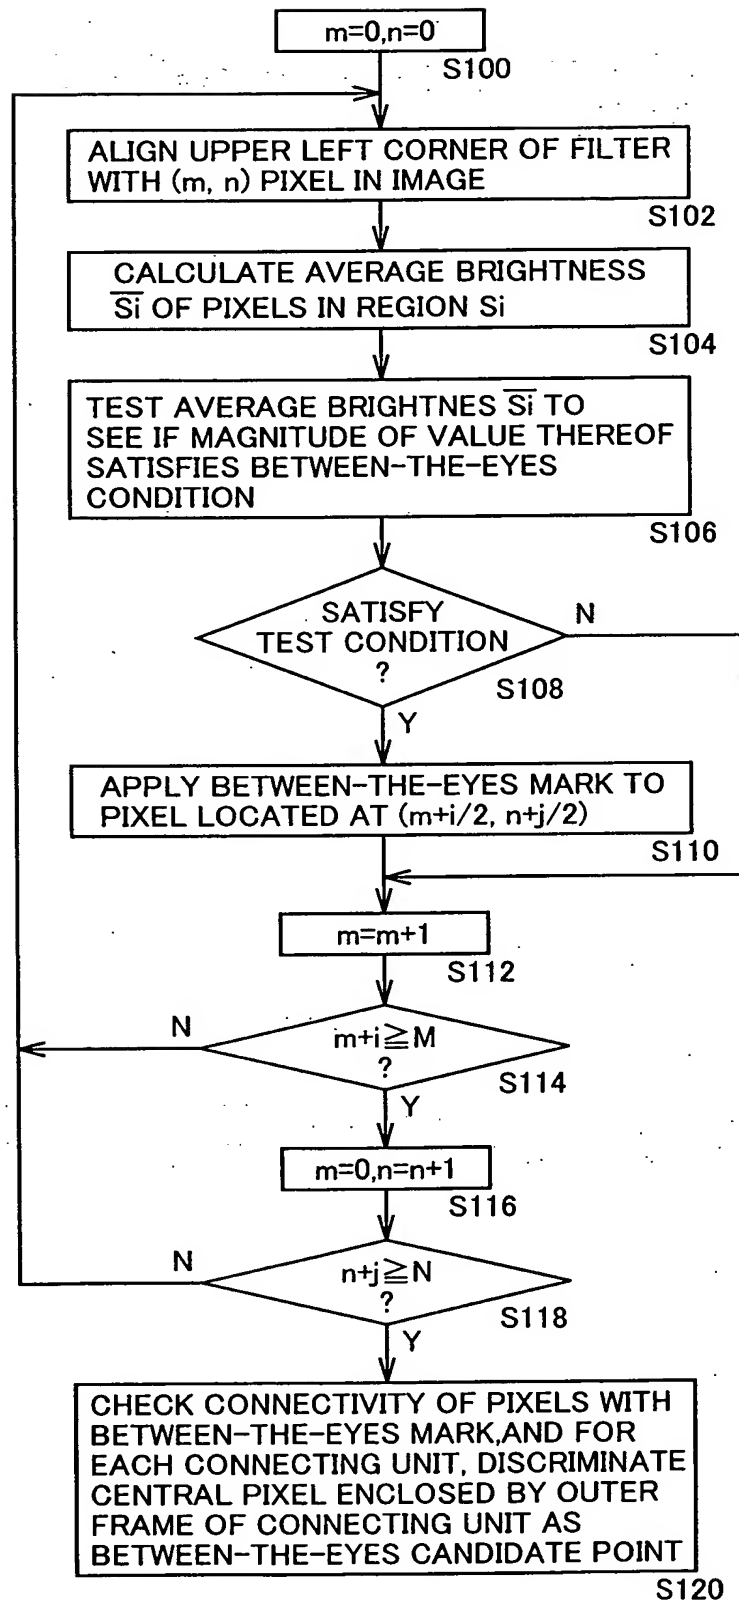 m=0,n=0
S100
ALIGN UPPER LEFT CORNER OF FILTER
WITH (m, n) PIXEL IN IMAGE
S102
CALCULATE AVERAGE BRIGHTNESS
S̅i̅ OF PIXELS IN REGION Si
S104
TEST AVERAGE BRIGHTNES S̅i̅ TO
SEE IF MAGNITUDE OF VALUE THEREOF
SATISFIES BETWEEN-THE-EYES
CONDITION
S106
SATISFY
TEST CONDITION
?
N
S108
Y
APPLY BETWEEN-THE-EYES MARK TO
PIXEL LOCATED AT (m+i/2, n+j/2)
S110
m=m+1
S112
N
m+i≧M
?
S114
Y
m=0,n=n+1
S116
N
n+j≧N
?
S118
Y
CHECK CONNECTIVITY OF PIXELS WITH
BETWEEN-THE-EYES MARK,AND FOR
EACH CONNECTING UNIT, DISCRIMINATE
CENTRAL PIXEL ENCLOSED BY OUTER
FRAME OF CONNECTING UNIT AS
BETWEEN-THE-EYES CANDIDATE POINT
S120